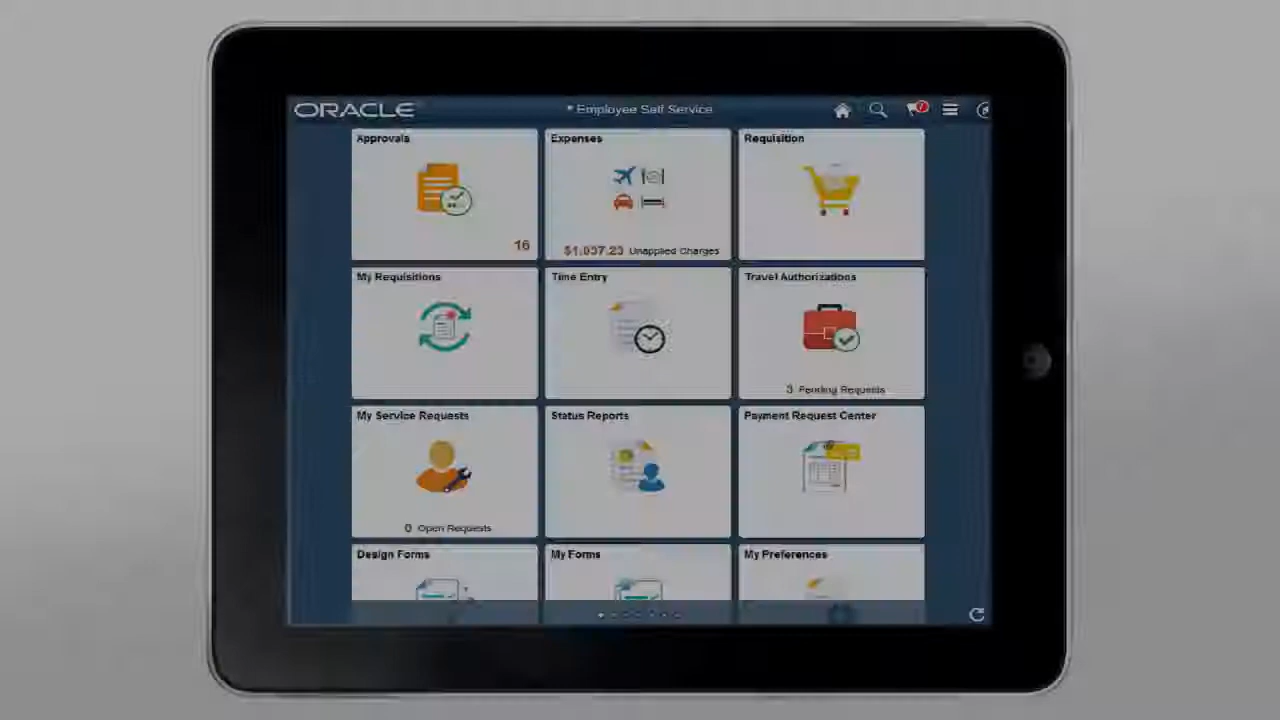 ORACLE
Employee Self Service
7
Approvals
16
Expenses
$1,037.23 Unapplied Charges
Requisition
My Requisitions
Time Entry
Travel Authorizations
3 Pending Requests
My Service Requests
0 Open Requests
Status Reports
Payment Request Center
Design Forms
My Forms
My Preferences